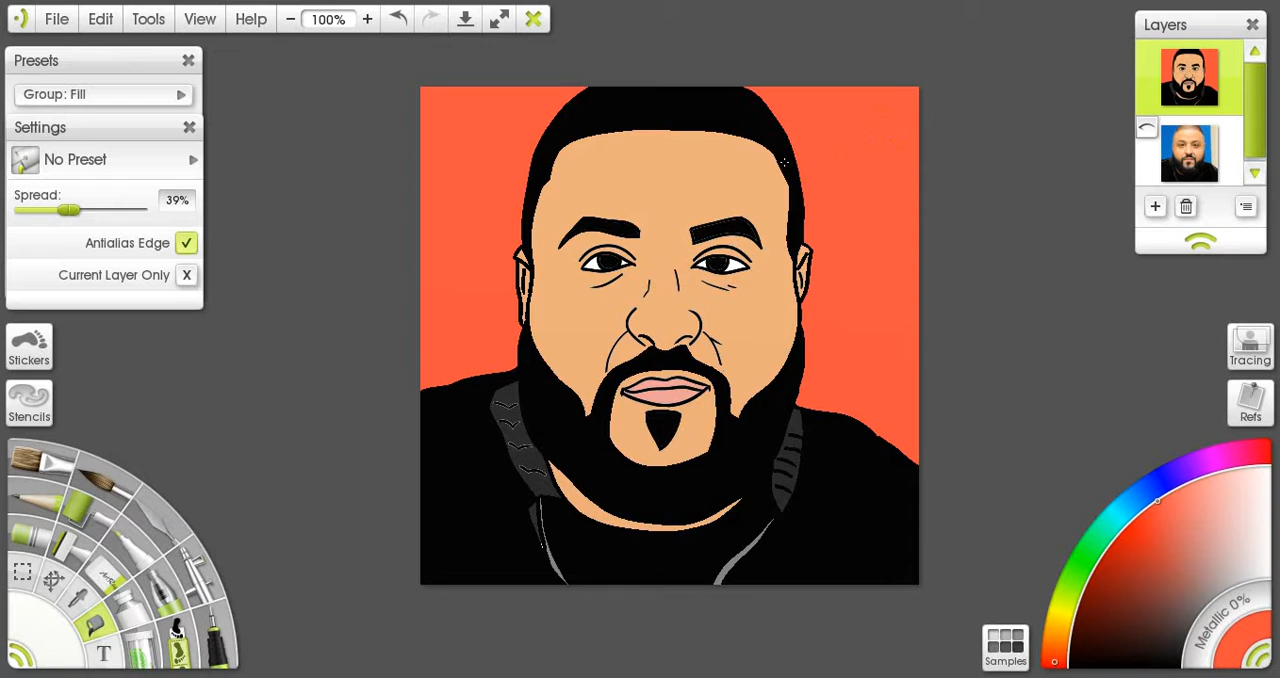 File Edit Tools View Help − 100% +
Presets
Group: Fill
Settings
No Preset
Spread:
39%
Antialias Edge
Current Layer Only X
Stickers
Stencils
T
Layers
Tracing
Refs
Samples
Metallic 0%